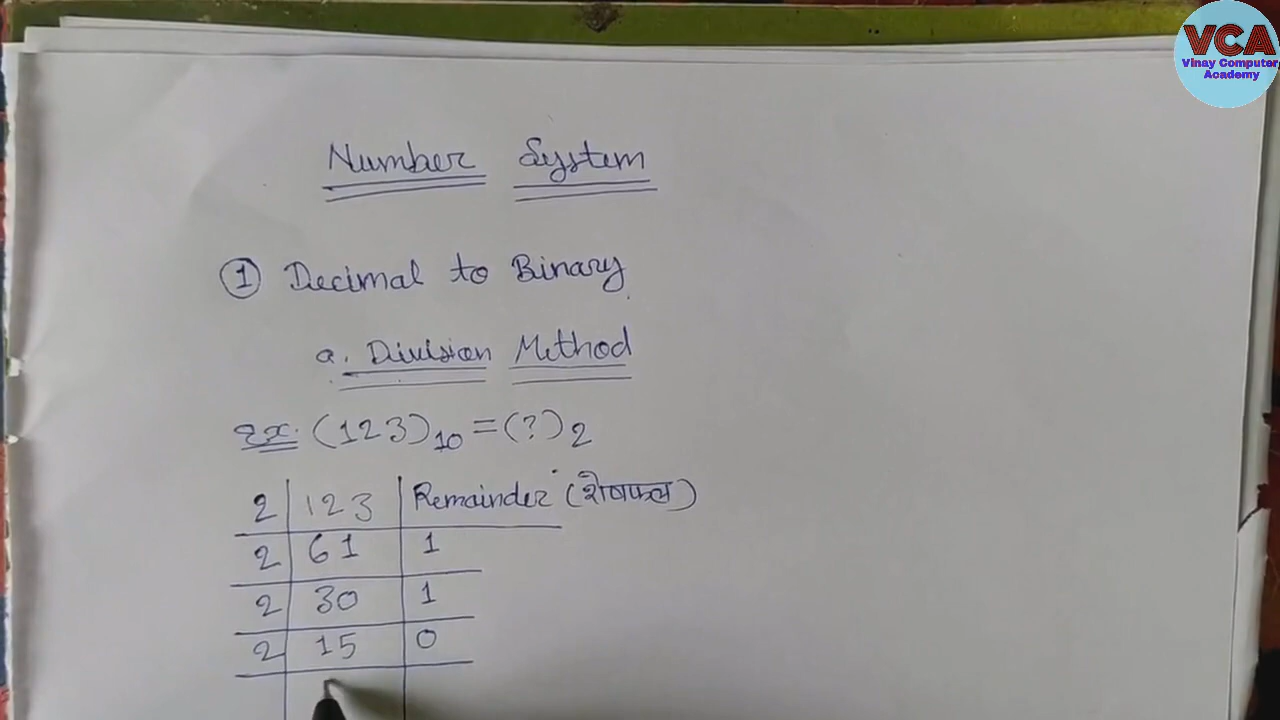 VCA
Vinay Computer
Academy
Number System
① Decimal to Binary
a. Division Method
Ex. (123)₁₀ = (?)₂
2 | 123 | Remainder (शेषफल)
2 | 61 | 1
2 | 30 | 1
2 | 15 | 0